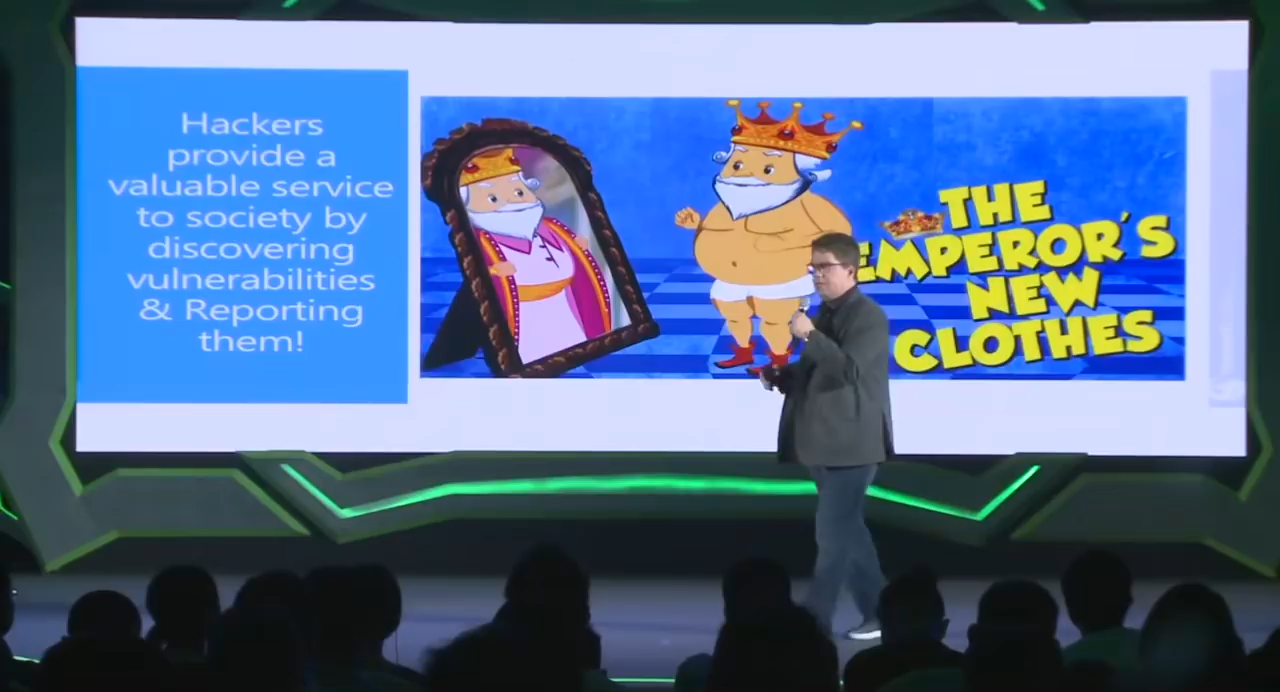 Hackers
provide a
valuable service
to society by
discovering
vulnerabilities
& Reporting
them!
THE
EMPEROR'S
NEW
CLOTHES